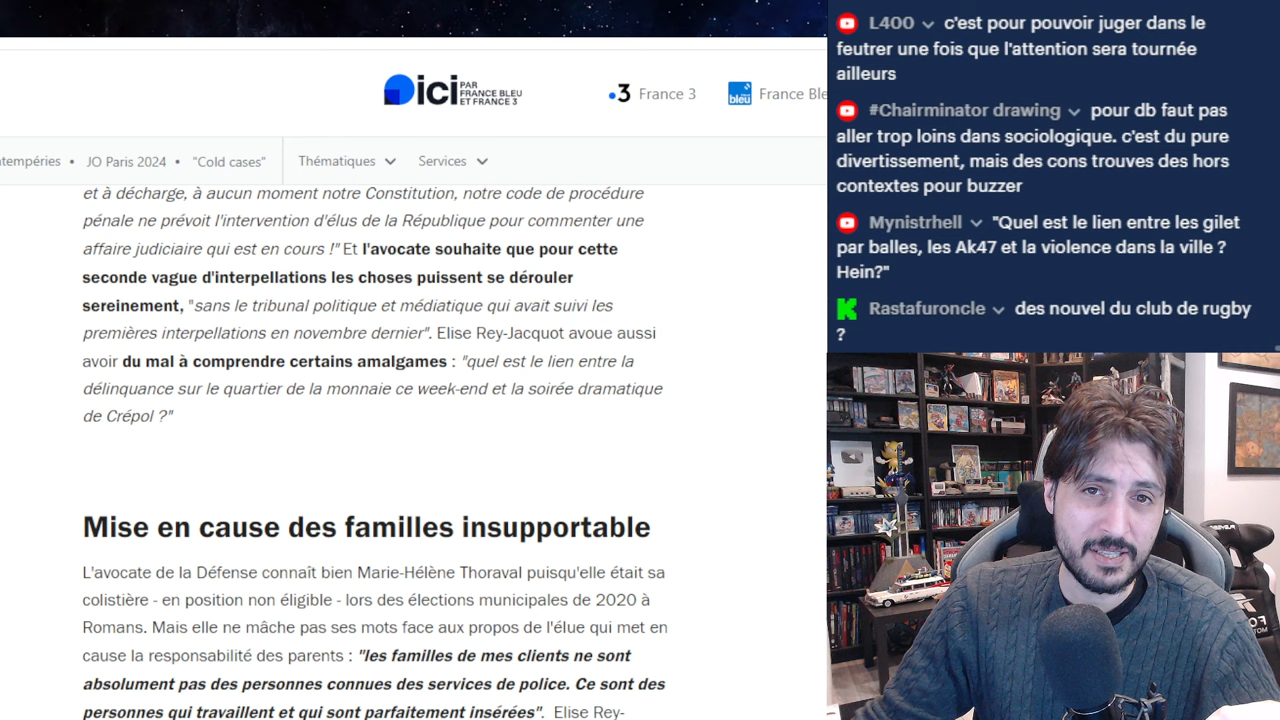 ici PAR FRANCE BLEU ET FRANCE 3
3 France 3
bleu France Ble
tempéries • JO Paris 2024 • "Cold cases" Thématiques Services
et à décharge, à aucun moment notre Constitution, notre code de procédure
pénale ne prévoit l'intervention d'élus de la République pour commenter une
affaire judiciaire qui est en cours !" Et l'avocate souhaite que pour cette
seconde vague d'interpellations les choses puissent se dérouler
sereinement, "sans le tribunal politique et médiatique qui avait suivi les
premières interpellations en novembre dernier". Elise Rey-Jacquot avoue aussi
avoir du mal à comprendre certains amalgames : "quel est le lien entre la
délinquance sur le quartier de la monnaie ce week-end et la soirée dramatique
de Crépol ?"
Mise en cause des familles insupportable
L'avocate de la Défense connaît bien Marie-Hélène Thoraval puisqu'elle était sa
colistière - en position non éligible - lors des élections municipales de 2020 à
Romans. Mais elle ne mâche pas ses mots face aux propos de l'élue qui met en
cause la responsabilité des parents : "les familles de mes clients ne sont
absolument pas des personnes connues des services de police. Ce sont des
personnes qui travaillent et qui sont parfaitement insérées". Elise Rey-
L400 c'est pour pouvoir juger dans le
feutrer une fois que l'attention sera tournée
ailleurs
#Chairminator drawing pour db faut pas
aller trop loins dans sociologique. c'est du pure
divertissement, mais des cons trouves des hors
contextes pour buzzer
Mynistrhell "Quel est le lien entre les gilet
par balles, les Ak47 et la violence dans la ville ?
Hein?"
Rastafuroncle des nouvel du club de rugby
?